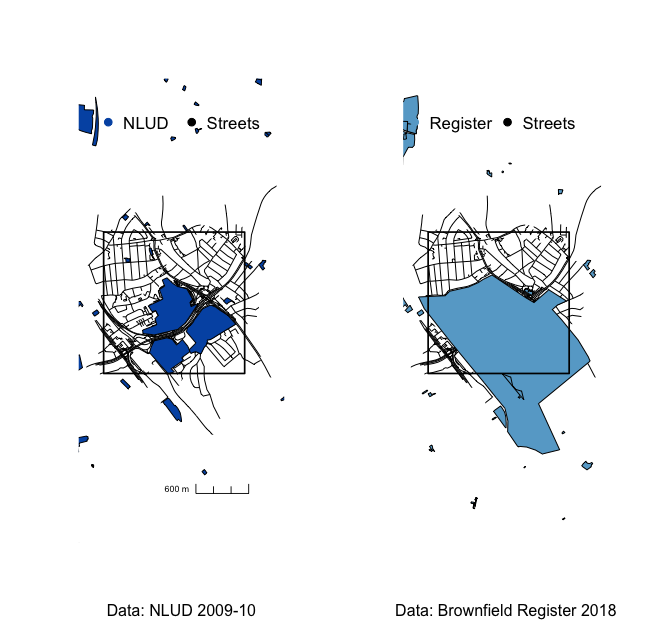 NLUD Streets
Register Streets
600 m
Data: NLUD 2009-10
Data: Brownfield Register 2018